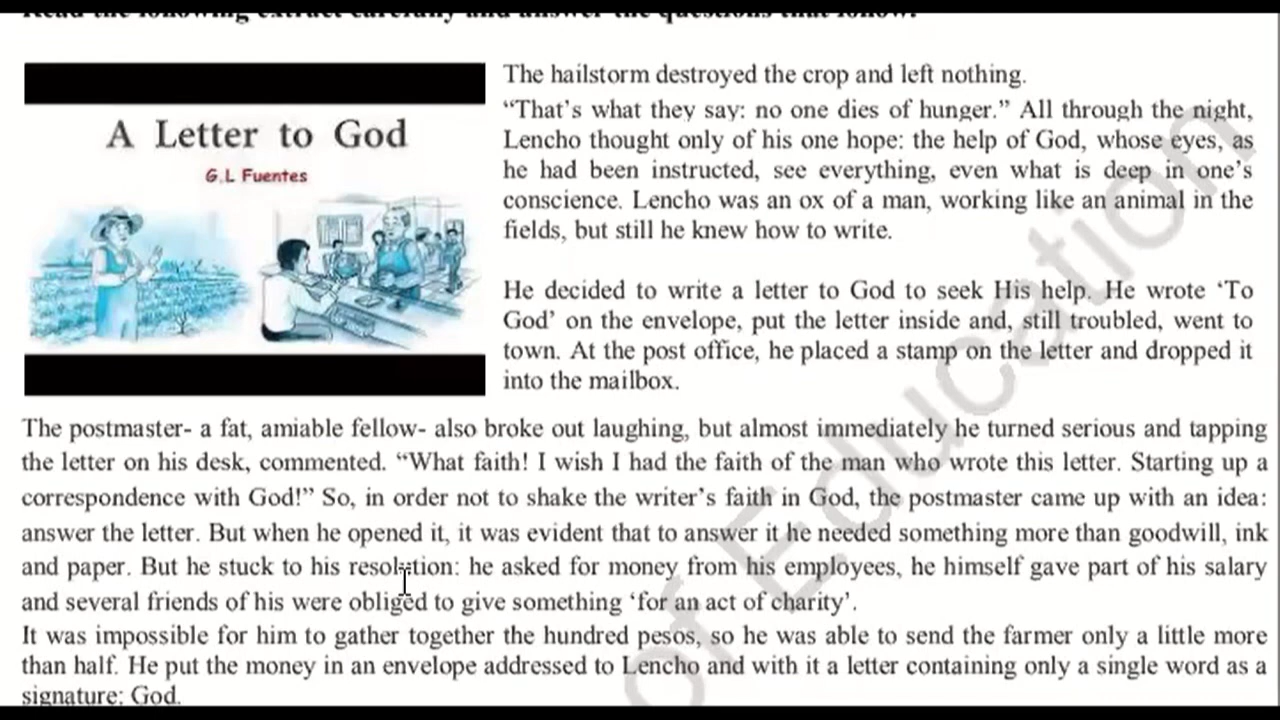 Read the following extract carefully and answer the questions that follow.
A Letter to God
G.L Fuentes
The hailstorm destroyed the crop and left nothing.
“That’s what they say: no one dies of hunger.” All through the night,
Lencho thought only of his one hope: the help of God, whose eyes, as
he had been instructed, see everything, even what is deep in one’s
conscience. Lencho was an ox of a man, working like an animal in the
fields, but still he knew how to write.
He decided to write a letter to God to seek His help. He wrote ‘To
God’ on the envelope, put the letter inside and, still troubled, went to
town. At the post office, he placed a stamp on the letter and dropped it
into the mailbox.
The postmaster- a fat, amiable fellow- also broke out laughing, but almost immediately he turned serious and tapping
the letter on his desk, commented. “What faith! I wish I had the faith of the man who wrote this letter. Starting up a
correspondence with God!” So, in order not to shake the writer’s faith in God, the postmaster came up with an idea:
answer the letter. But when he opened it, it was evident that to answer it he needed something more than goodwill, ink
and paper. But he stuck to his resolution: he asked for money from his employees, he himself gave part of his salary
and several friends of his were obliged to give something ‘for an act of charity’.
It was impossible for him to gather together the hundred pesos, so he was able to send the farmer only a little more
than half. He put the money in an envelope addressed to Lencho and with it a letter containing only a single word as a
signature: God.
of Education